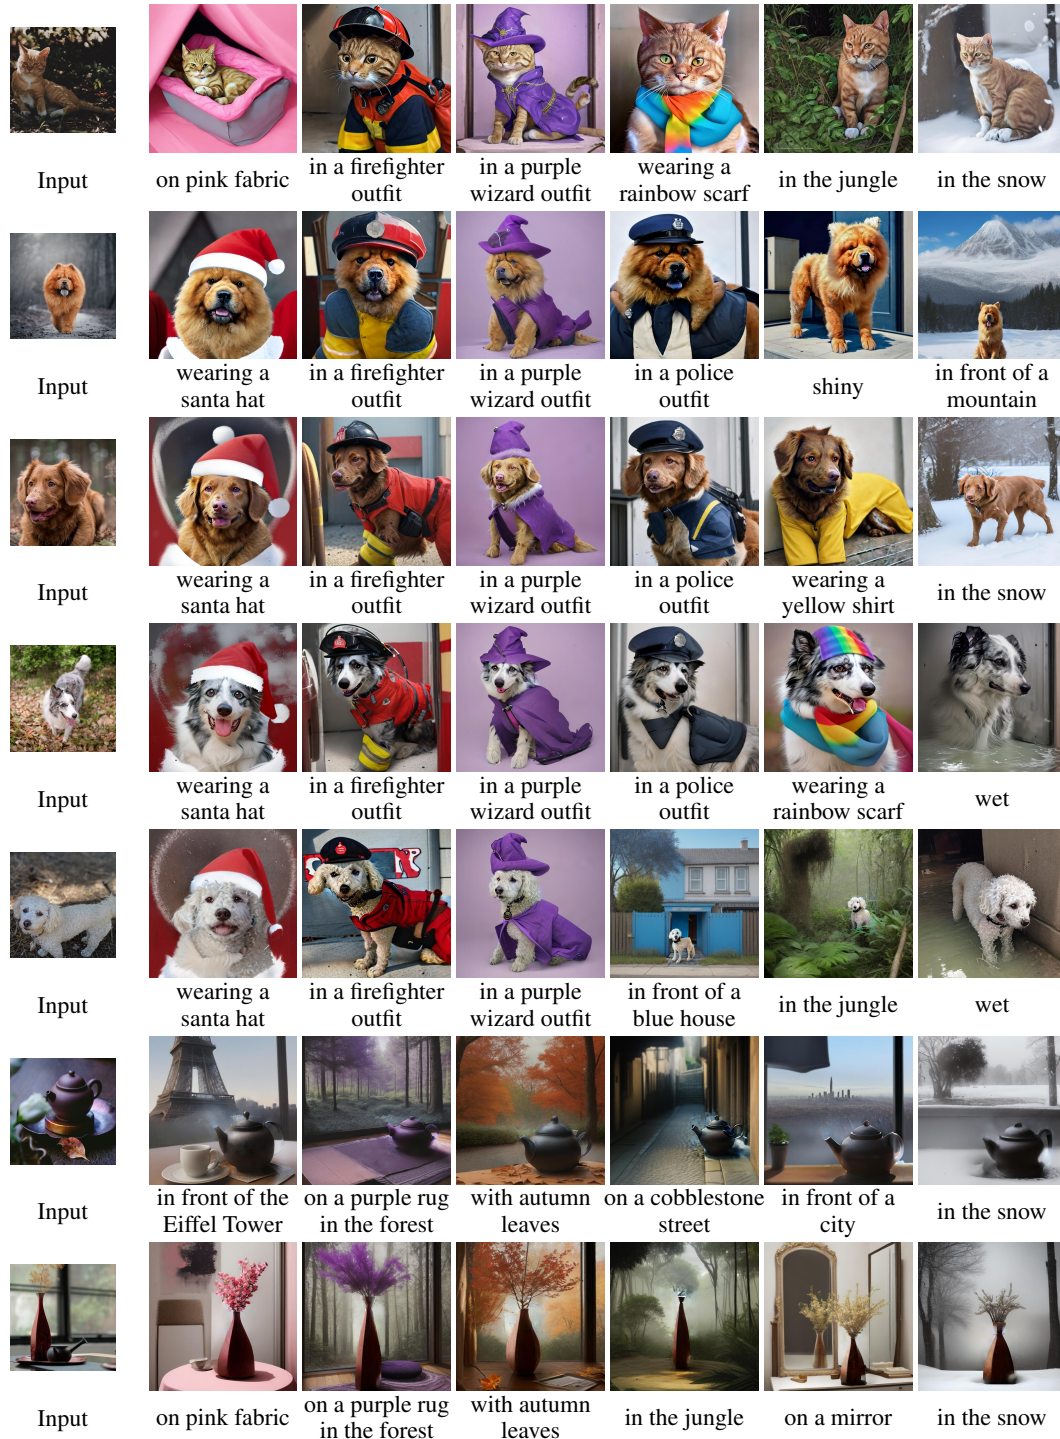 Input
on pink fabric
in a firefighter
outfit
in a purple
wizard outfit
wearing a
rainbow scarf
in the jungle
in the snow
Input
wearing a
santa hat
in a firefighter
outfit
in a purple
wizard outfit
in a police
outfit
shiny
in front of a
mountain
Input
wearing a
santa hat
in a firefighter
outfit
in a purple
wizard outfit
in a police
outfit
wearing a
yellow shirt
in the snow
Input
wearing a
santa hat
in a firefighter
outfit
in a purple
wizard outfit
in a police
outfit
wearing a
rainbow scarf
wet
Input
wearing a
santa hat
in a firefighter
outfit
in a purple
wizard outfit
in front of a
blue house
in the jungle
wet
Input
in front of the
Eiffel Tower
on a purple rug
in the forest
with autumn
leaves
on a cobblestone
street
in front of a
city
in the snow
Input
on pink fabric
on a purple rug
in the forest
with autumn
leaves
in the jungle
on a mirror
in the snow